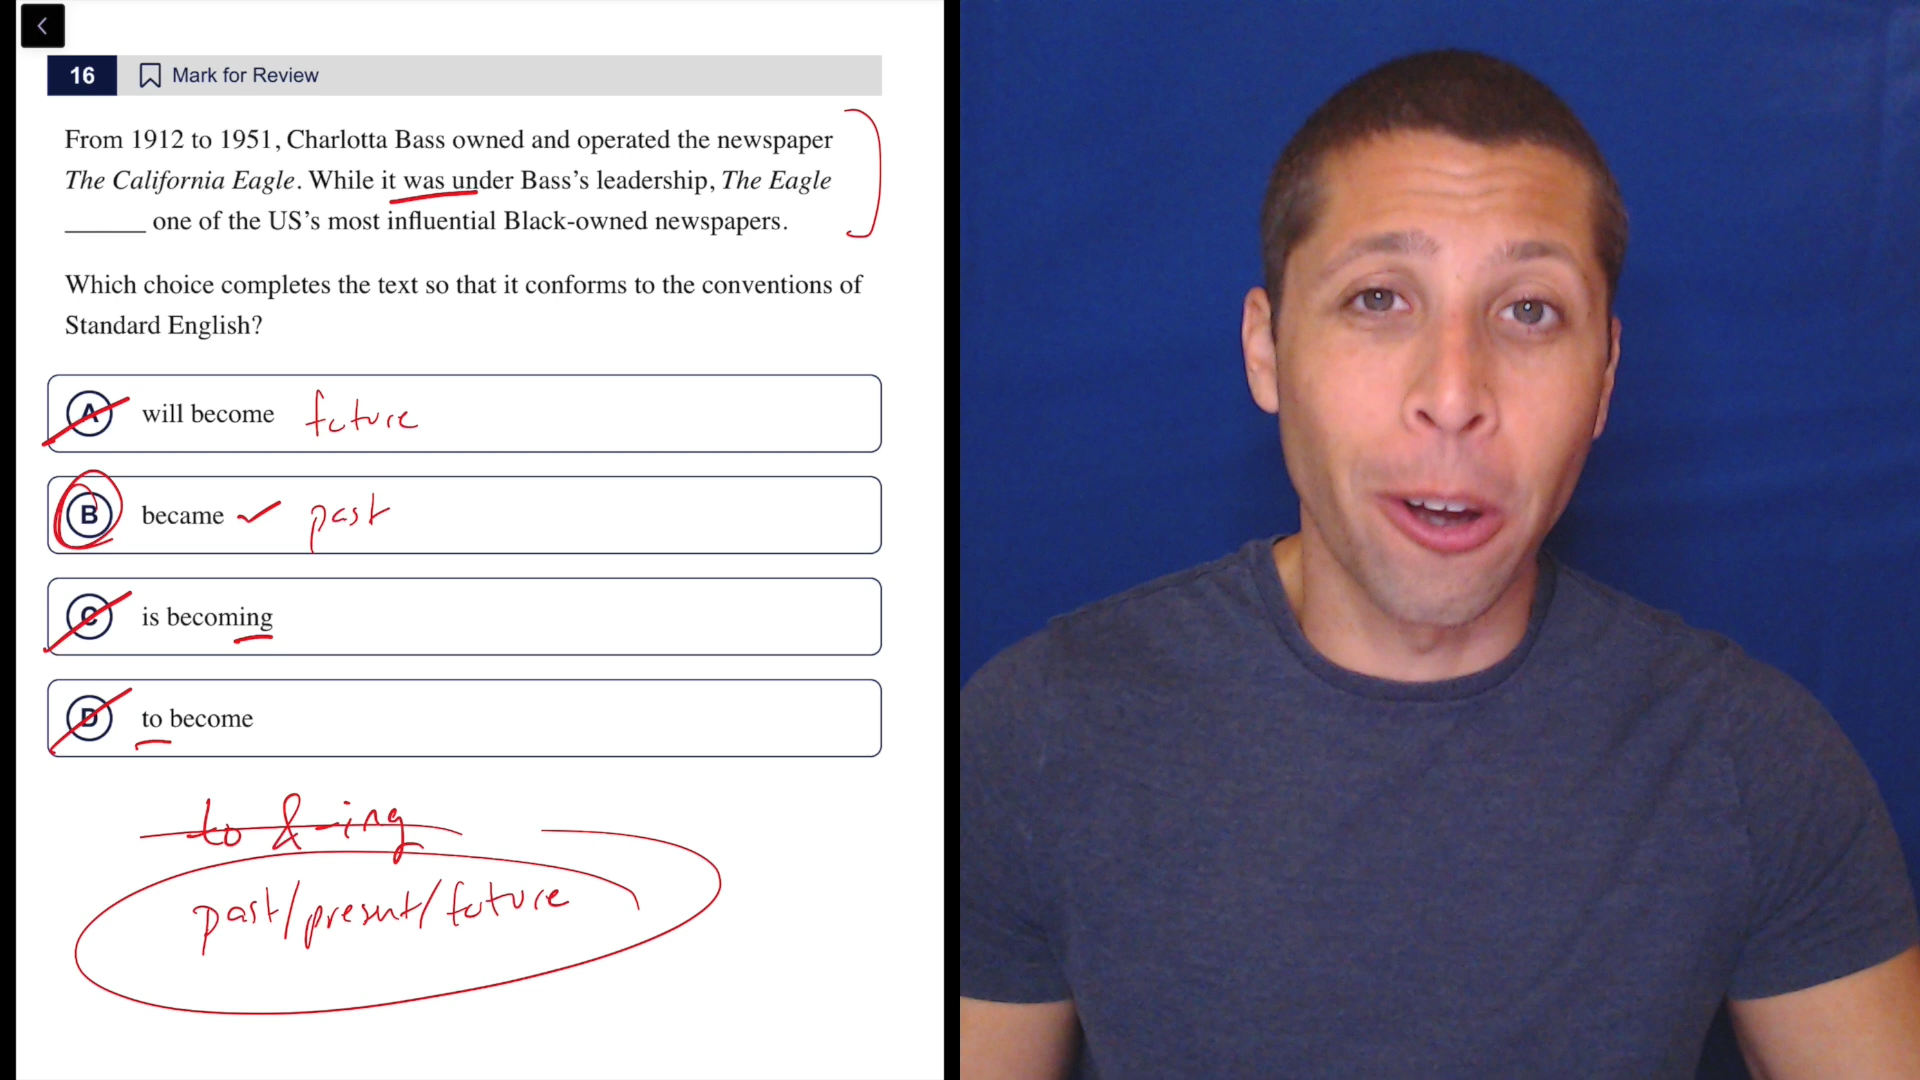 16 Mark for Review
From 1912 to 1951, Charlotta Bass owned and operated the newspaper
The California Eagle. While it was under Bass’s leadership, The Eagle
______ one of the US’s most influential Black-owned newspapers.
Which choice completes the text so that it conforms to the conventions of
Standard English?
A will become future
B became ✓ past
C is becoming
D to become
to & -ing
past/present/future